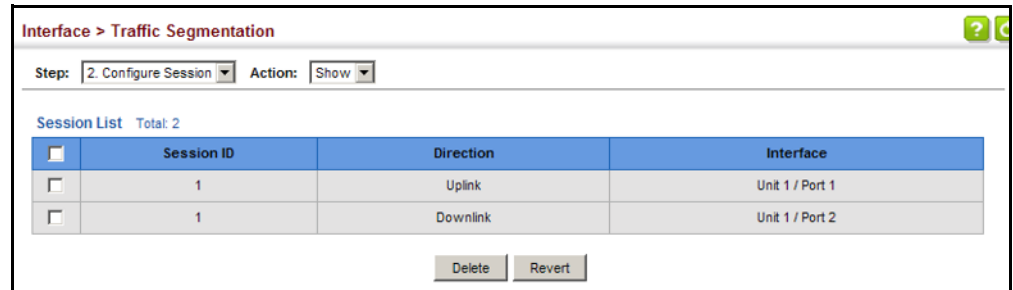 Interface > Traffic Segmentation
?
Step: 2. Configure Session Action: Show
Session List Total: 2
Session ID Direction Interface
1 Uplink Unit 1 / Port 1
1 Downlink Unit 1 / Port 2
Delete Revert